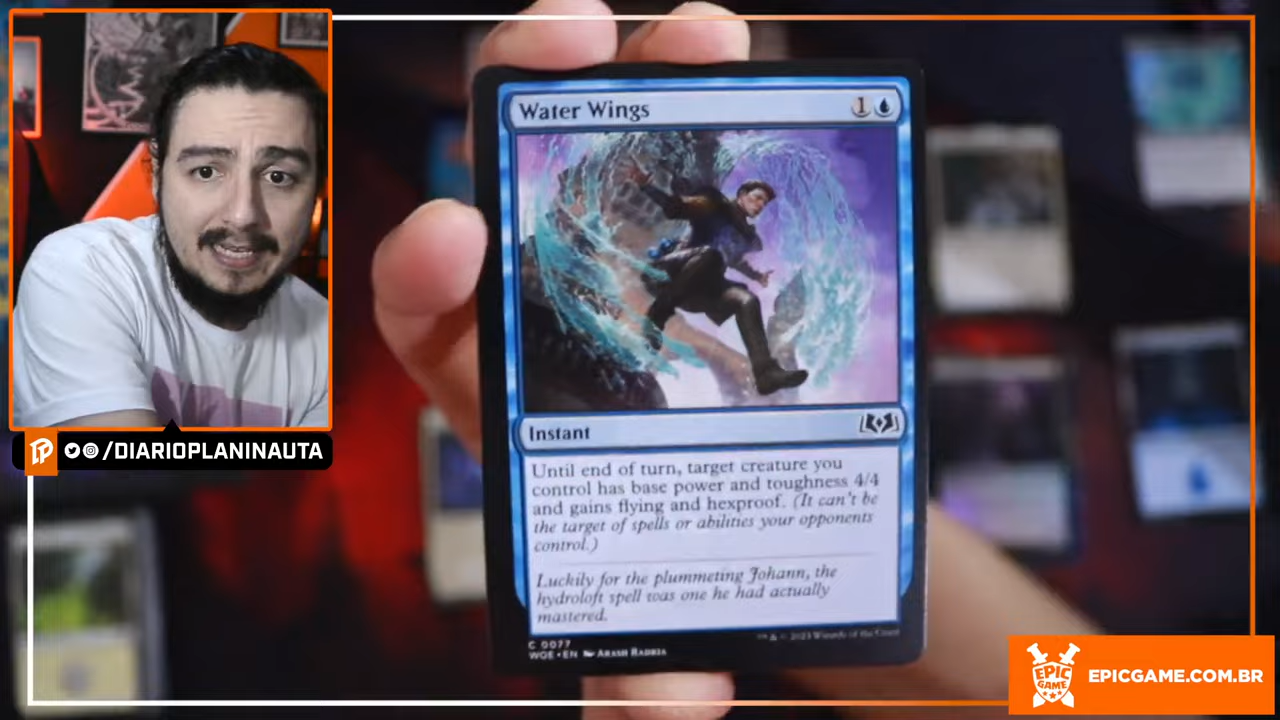 Water Wings 1
Instant
Until end of turn, target creature you
control has base power and toughness 4/4
and gains flying and hexproof. (It can't be
the target of spells or abilities your opponents
control.)
Luckily for the plummeting Johann, the
hydroloft spell was one he had actually
mastered.
C 0077
WOE • EN Arash Radkia
™ & © 2023 Wizards of the Coast
/DIARIOPLANINAUTA
EPIC
GAME
EPICGAME.COM.BR